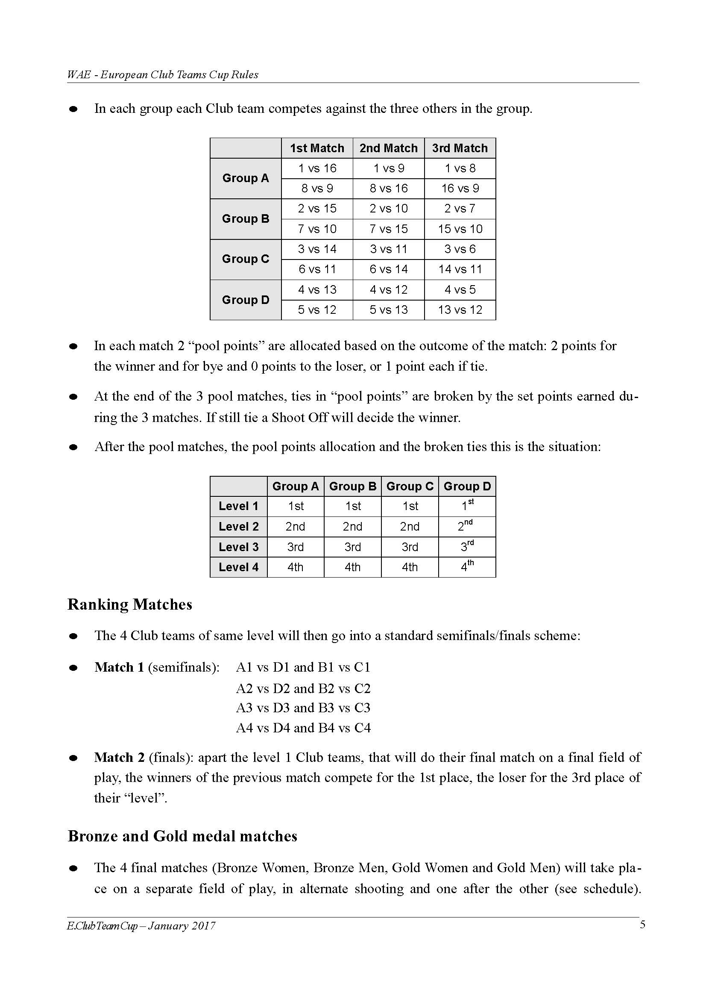 WAE - European Club Teams Cup Rules
● In each group each Club team competes against the three others in the group.
1st Match 2nd Match 3rd Match
Group A
1 vs 16 1 vs 9 1 vs 8
8 vs 9 8 vs 16 16 vs 9
Group B
2 vs 15 2 vs 10 2 vs 7
7 vs 10 7 vs 15 15 vs 10
Group C
3 vs 14 3 vs 11 3 vs 6
6 vs 11 6 vs 14 14 vs 11
Group D
4 vs 13 4 vs 12 4 vs 5
5 vs 12 5 vs 13 13 vs 12
● In each match 2 “pool points” are allocated based on the outcome of the match: 2 points for
the winner and for bye and 0 points to the loser, or 1 point each if tie.
● At the end of the 3 pool matches, ties in “pool points” are broken by the set points earned du-
ring the 3 matches. If still tie a Shoot Off will decide the winner.
● After the pool matches, the pool points allocation and the broken ties this is the situation:
Group A Group B Group C Group D
Level 1 1st 1st 1st 1st
Level 2 2nd 2nd 2nd 2nd
Level 3 3rd 3rd 3rd 3rd
Level 4 4th 4th 4th 4th
Ranking Matches
● The 4 Club teams of same level will then go into a standard semifinals/finals scheme:
● Match 1 (semifinals): A1 vs D1 and B1 vs C1
A2 vs D2 and B2 vs C2
A3 vs D3 and B3 vs C3
A4 vs D4 and B4 vs C4
● Match 2 (finals): apart the level 1 Club teams, that will do their final match on a final field of
play, the winners of the previous match compete for the 1st place, the loser for the 3rd place of
their “level”.
Bronze and Gold medal matches
● The 4 final matches (Bronze Women, Bronze Men, Gold Women and Gold Men) will take pla-
ce on a separate field of play, in alternate shooting and one after the other (see schedule).
E.ClubTeamCup – January 2017 5